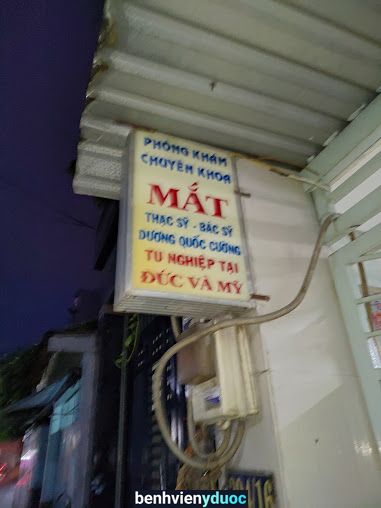 PHÒNG KHÁM
CHUYÊN KHOA
MẮT
THẠC SỸ - BÁC SỸ
DƯƠNG QUỐC CƯỜNG
TU NGHIỆP TẠI
ĐỨC VÀ MỸ
benhvienyduoc